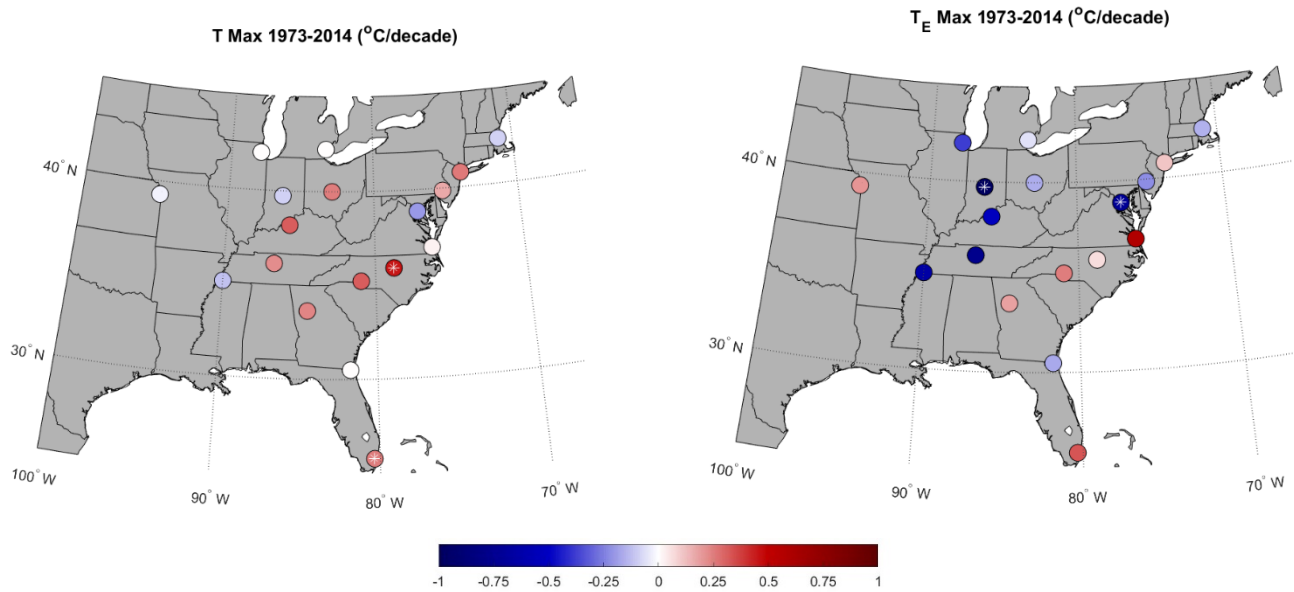 T Max 1973-2014 (°C/decade)
T_E Max 1973-2014 (°C/decade)
40° N
30° N
100° W
90° W
80° W
70° W
40° N
30° N
100° W
90° W
80° W
70° W
-1 -0.75 -0.5 -0.25 0 0.25 0.5 0.75 1